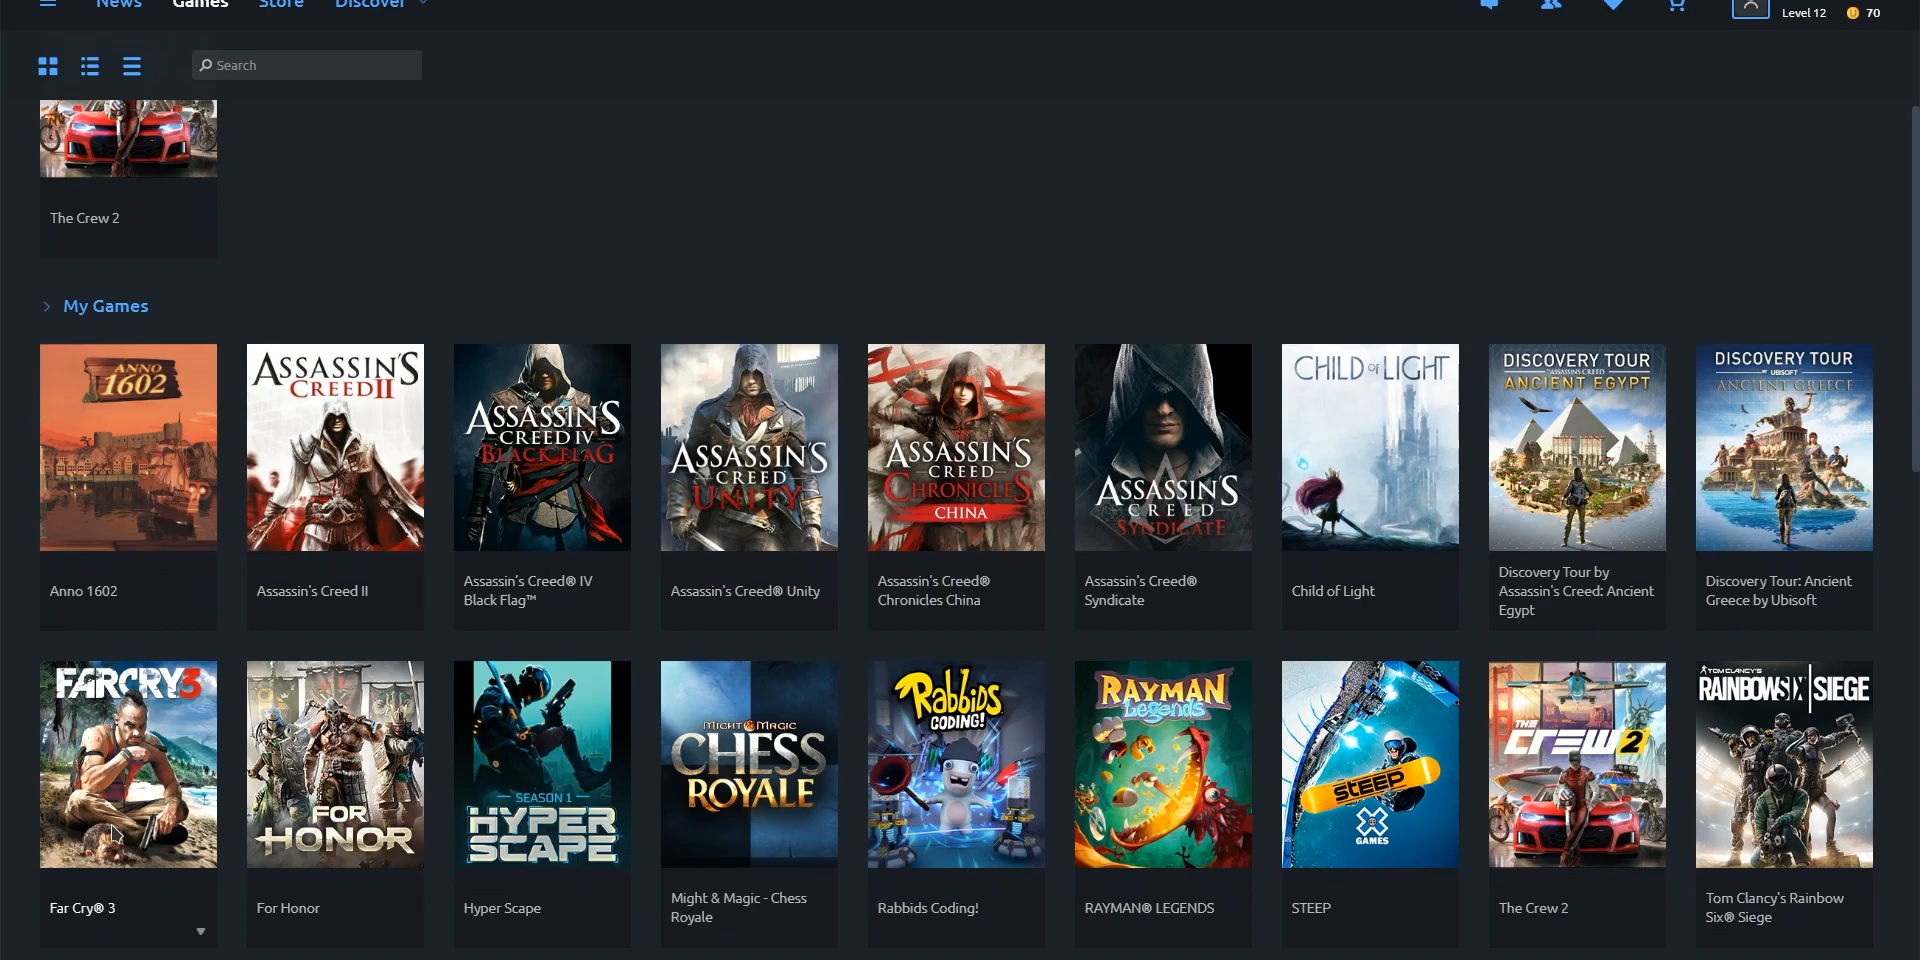 News Games Store Discover
Level 12 70
Search
The Crew 2
My Games
ANNO
1602
ASSASSIN'S
CREED II
ASSASSIN'S
CREED IV
BLACK FLAG
ASSASSIN'S
CREED
UNITY
ASSASSIN'S
CREED
CHRONICLES
CHINA
ASSASSIN'S
CREED
SYNDICATE
CHILD OF LIGHT
DISCOVERY TOUR
BY ASSASSIN'S CREED
ANCIENT EGYPT
DISCOVERY TOUR
BY UBISOFT
ANCIENT GREECE
Anno 1602
Assassin's Creed II
Assassin's Creed® IV
Black Flag™
Assassin's Creed® Unity
Assassin's Creed®
Chronicles China
Assassin's Creed®
Syndicate
Child of Light
Discovery Tour by
Assassin's Creed: Ancient
Egypt
Discovery Tour: Ancient
Greece by Ubisoft
FARCRY3
FOR
HONOR
SEASON 1
HYPER
SCAPE
MIGHT & MAGIC
CHESS
ROYALE
Rabbids
CODING!
RAYMAN
Legends
STEEP
X
GAMES
THE
CREW 2
TOM CLANCY'S
RAINBOW SIX | SIEGE
Far Cry® 3
For Honor
Hyper Scape
Might & Magic - Chess
Royale
Rabbids Coding!
RAYMAN® LEGENDS
STEEP
The Crew 2
Tom Clancy's Rainbow
Six® Siege